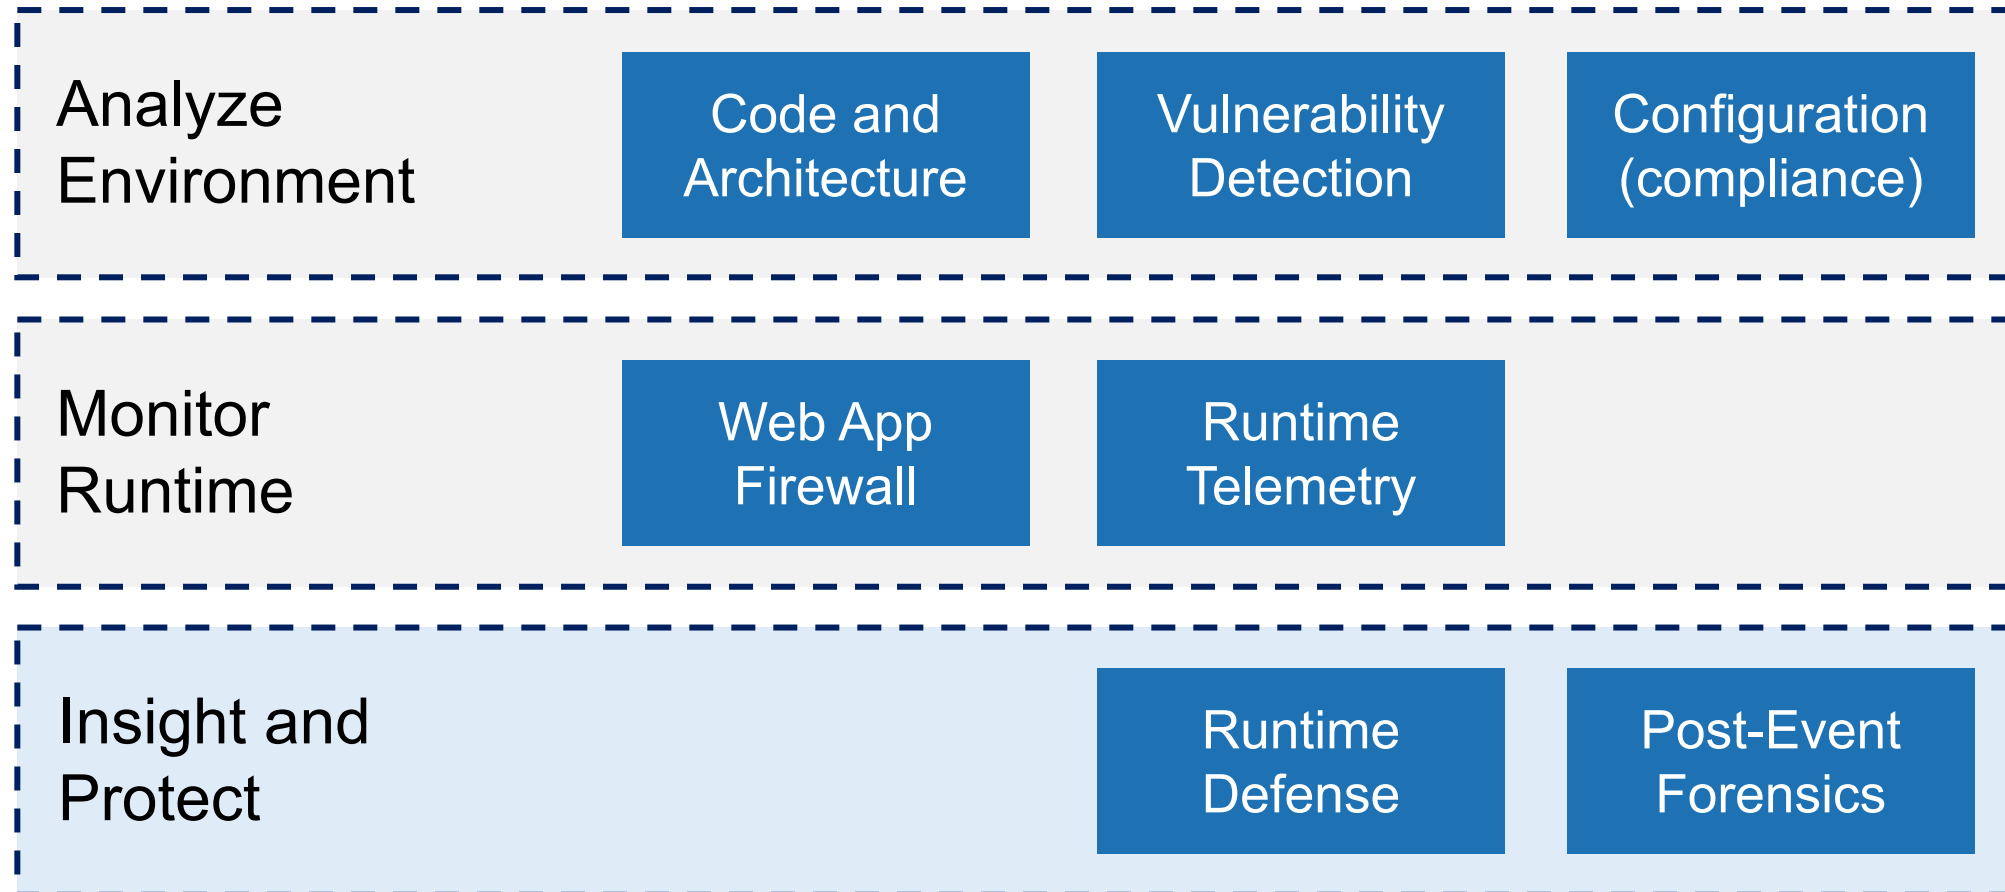 Analyze
Environment
Code and
Architecture
Vulnerability
Detection
Configuration
(compliance)
Monitor
Runtime
Web App
Firewall
Runtime
Telemetry
Insight and
Protect
Runtime
Defense
Post-Event
Forensics